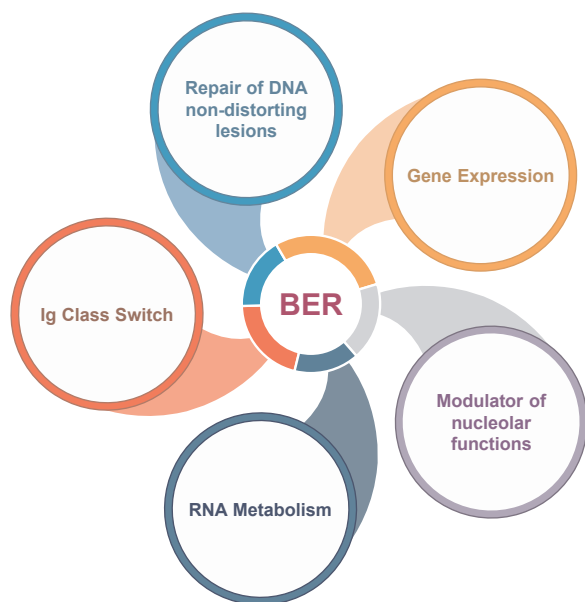 Repair of DNA
non-distorting
lesions
Gene Expression
BER
Ig Class Switch
Modulator of
nucleolar
functions
RNA Metabolism